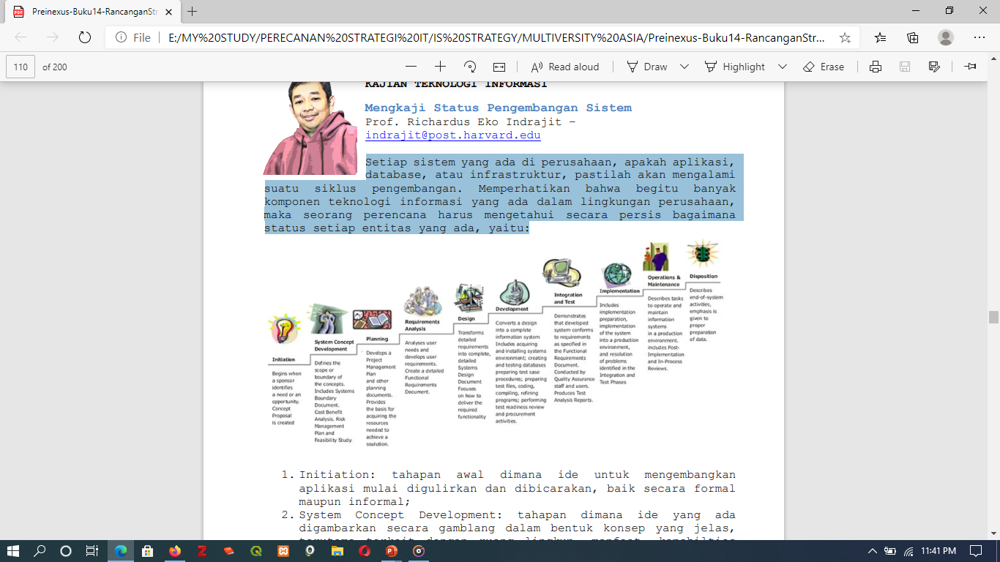 Preinexus-Buku14-RancanganStr
File
E:/MY%20STUDY/PERECANAN%20STRATEGI%20IT/IS%20STRATEGY/MULTIVERSITY%20ASIA/Preinexus-Buku14-RancanganStr...
110 of 200
Read aloud
Draw
Highlight
Erase
KAJIAN TEKNOLOGI INFORMASI
Mengkaji Status Pengembangan Sistem
Prof. Richardus Eko Indrajit –
indrajit@post.harvard.edu
Setiap sistem yang ada di perusahaan, apakah aplikasi,
database, atau infrastruktur, pastilah akan mengalami
suatu siklus pengembangan. Memperhatikan bahwa begitu banyak
komponen teknologi informasi yang ada dalam lingkungan perusahaan,
maka seorang perencana harus mengetahui secara persis bagaimana
status setiap entitas yang ada, yaitu:
Initiation
Begins when
a sponsor
identifies
a need or an
opportunity.
Concept
Proposal
is created
System Concept
Development
Defines the
scope or
boundary of
the concepts.
Includes Systems
Boundary
Document.
Cost Benefit
Analysis. Risk
Management
Plan and
Feasibility Study.
Planning
Develops a
Project
Management
Plan
and other
planning
documents.
Provides
the basis for
acquiring the
resources
needed to
achieve a
soulution.
Requirements
Analysis
Analyses user
needs and
develops user
requirements.
Create a detailed
Functional
Requirements
Document.
Design
Transforms
detailed
requirements
into complete,
detailed
Systems
Design
Document
Focuses
on how to
deliver the
required
functionality
Development
Converts a design
into a complete
information system
Includes acquiring
and installing systems
environment; creating
and testing databases
preparing test case
procedures; preparing
test files, coding,
compiling, refining
programs; performing
test readiness review
and procurement
activities.
Integration
and Test
Demonstrates
that developed
system conforms
to requirements
as specified in
the Functional
Requirements
Document.
Conducted by
Quality Assurance
staff and users.
Produces Test
Analysis Reports.
Implementation
Includes
implementation
preparation,
implementation
of the system
into a production
environment,
and resolution
of problems
identified in the
Integration and
Test Phases
Operations &
Maintenance
Describes tasks
to operate and
maintain
information
systems
in a production
environment.
includes Post-
Implementation
and In-Process
Reviews.
Disposition
Describes
end-of-system
activities,
emphasis is
given to
proper
preparation
of data.
1. Initiation: tahapan awal dimana ide untuk mengembangkan
aplikasi mulai digulirkan dan dibicarakan, baik secara formal
maupun informal;
2. System Concept Development: tahapan dimana ide yang ada
digambarkan secara gamblang dalam bentuk konsep yang jelas,
11:41 PM